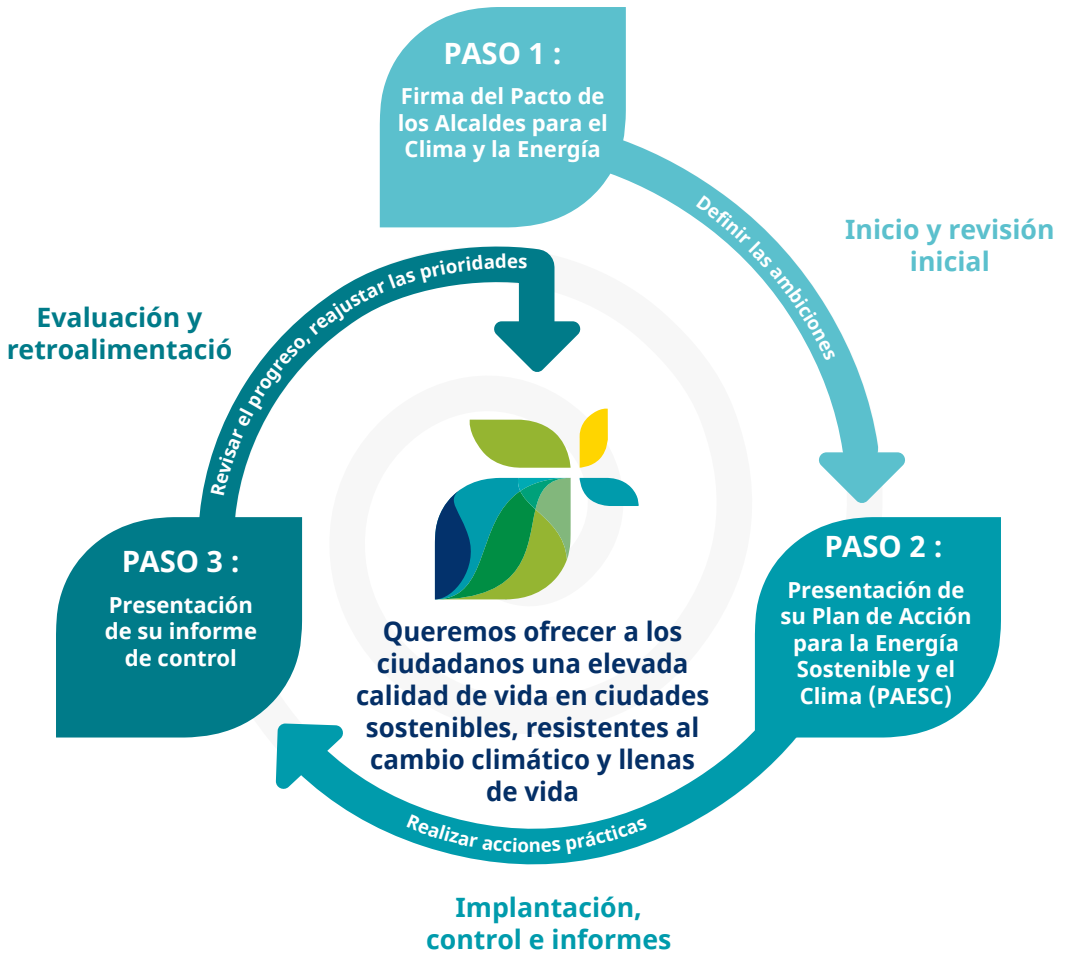 PASO 1 :
Firma del Pacto de
los Alcaldes para el
Clima y la Energía
Definir las ambiciones
Inicio y revisión
inicial
PASO 2 :
Presentación de
su Plan de Acción
para la Energía
Sostenible y el
Clima (PAESC)
Realizar acciones prácticas
Implantación,
control e informes
PASO 3 :
Presentación
de su informe
de control
Revisar el progreso, reajustar las prioridades
Evaluación y
retroalimentació
Queremos ofrecer a los
ciudadanos una elevada
calidad de vida en ciudades
sostenibles, resistentes al
cambio climático y llenas
de vida